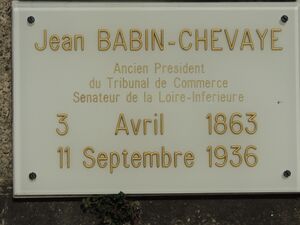 Jean BABIN-CHEVAYE
Ancien President
du Tribunal de Commerce
Senateur de la Loire-Inferieure
3 Avril 1863
11 Septembre 1936